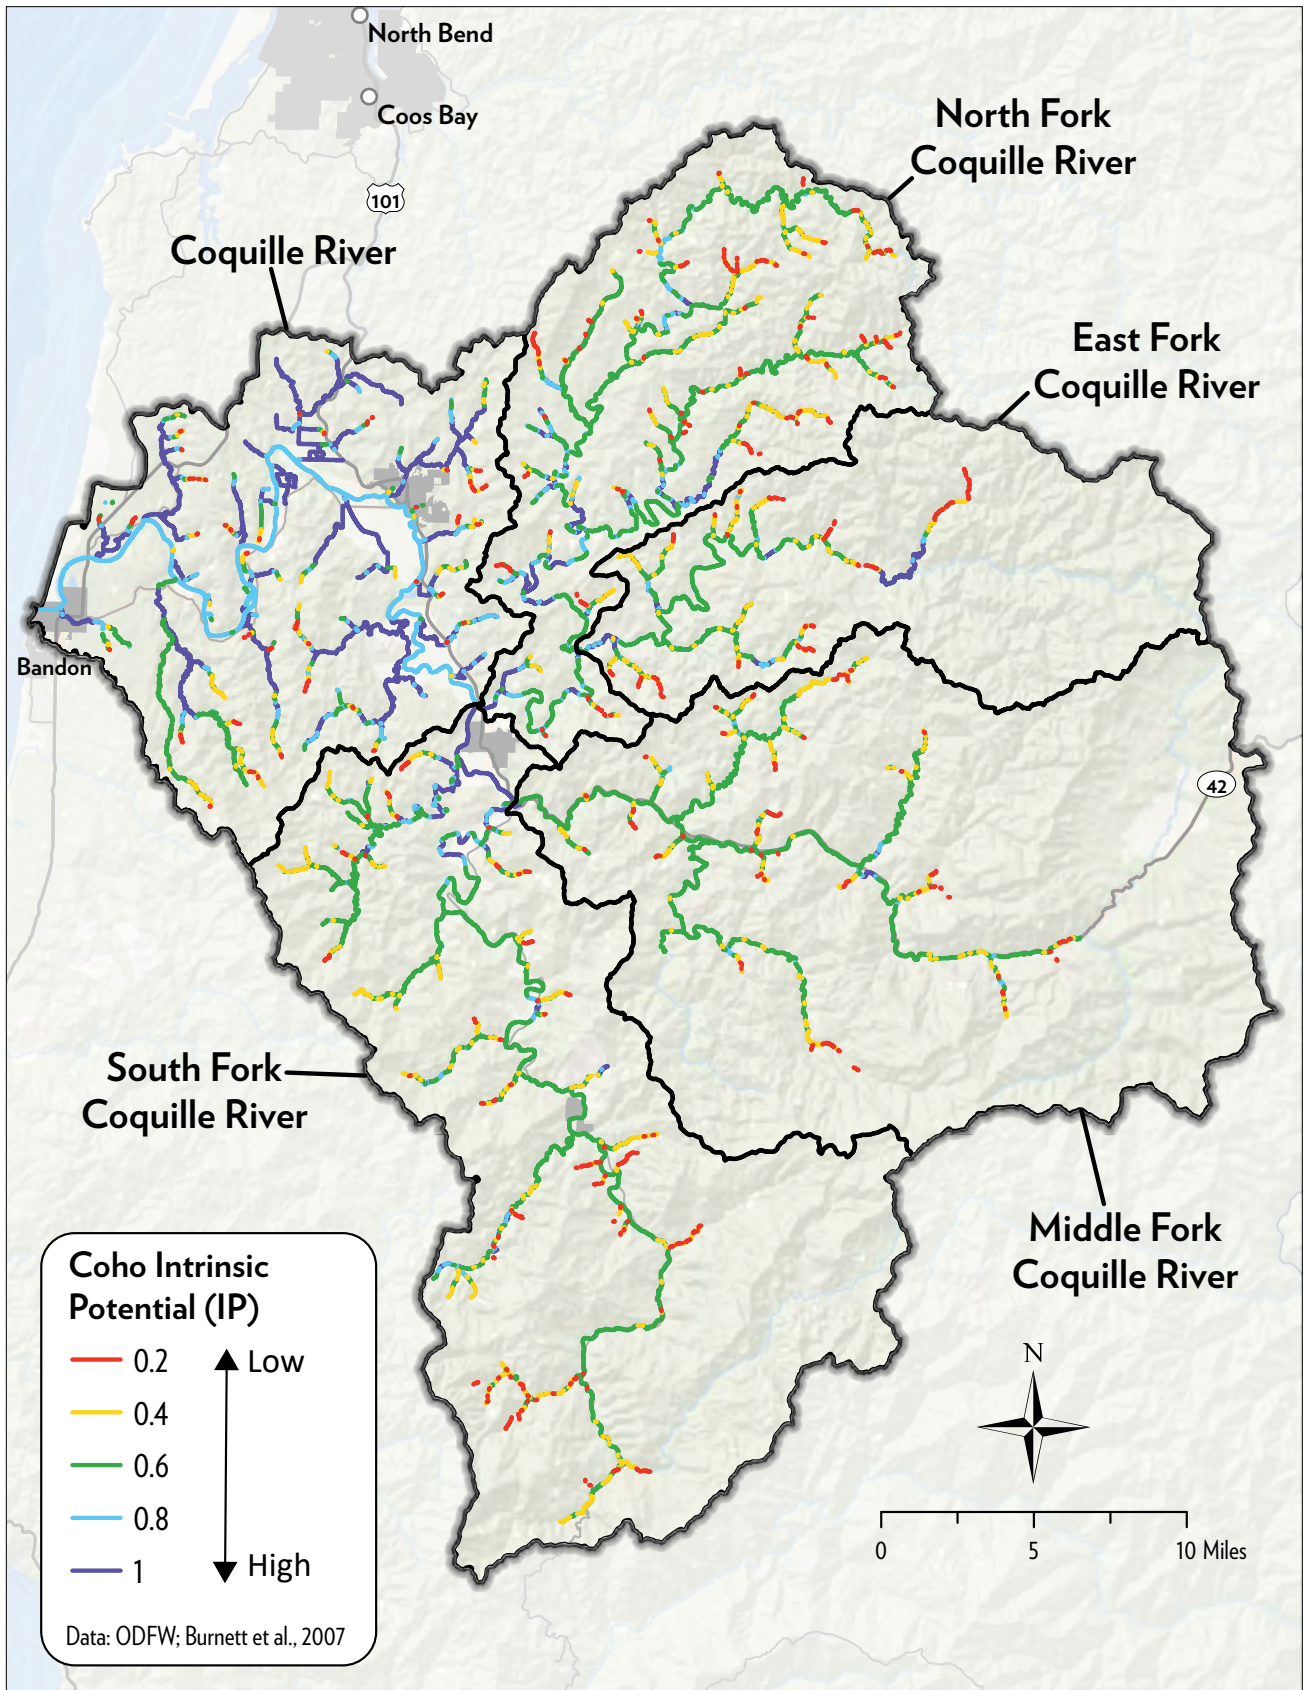 North Bend
Coos Bay
101
North Fork
Coquille River
Coquille River
East Fork
Coquille River
Bandon
42
South Fork
Coquille River
Middle Fork
Coquille River
Coho Intrinsic
Potential (IP)
0.2
Low
0.4
0.6
0.8
1
High
Data: ODFW; Burnett et al., 2007
N
0 5 10 Miles